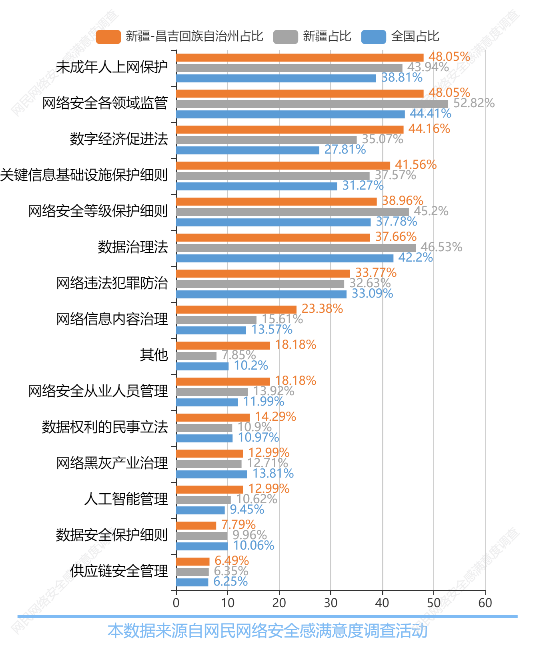 新疆-昌吉回族自治州占比 新疆占比 全国占比
未成年人上网保护 48.05%
43.94%
38.81%
网络安全各领域监管 48.05%
52.82%
44.41%
数字经济促进法 44.16%
35.07%
27.81%
关键信息基础设施保护细则 41.56%
37.57%
31.27%
网络安全等级保护细则 38.96%
45.2%
37.78%
数据治理法 37.66%
46.53%
42.2%
网络违法犯罪防治 33.77%
32.63%
33.09%
网络信息内容治理 23.38%
15.61%
13.57%
其他 18.18%
7.85%
10.2%
网络安全从业人员管理 18.18%
13.92%
11.99%
数据权利的民事立法 14.29%
10.9%
10.97%
网络黑灰产业治理 12.99%
12.71%
13.81%
人工智能管理 12.99%
10.62%
9.45%
数据安全保护细则 7.79%
9.96%
10.06%
供应链安全管理 6.49%
6.35%
6.25%
0 10 20 30 40 50 60
本数据来源自网民网络安全感满意度调查活动